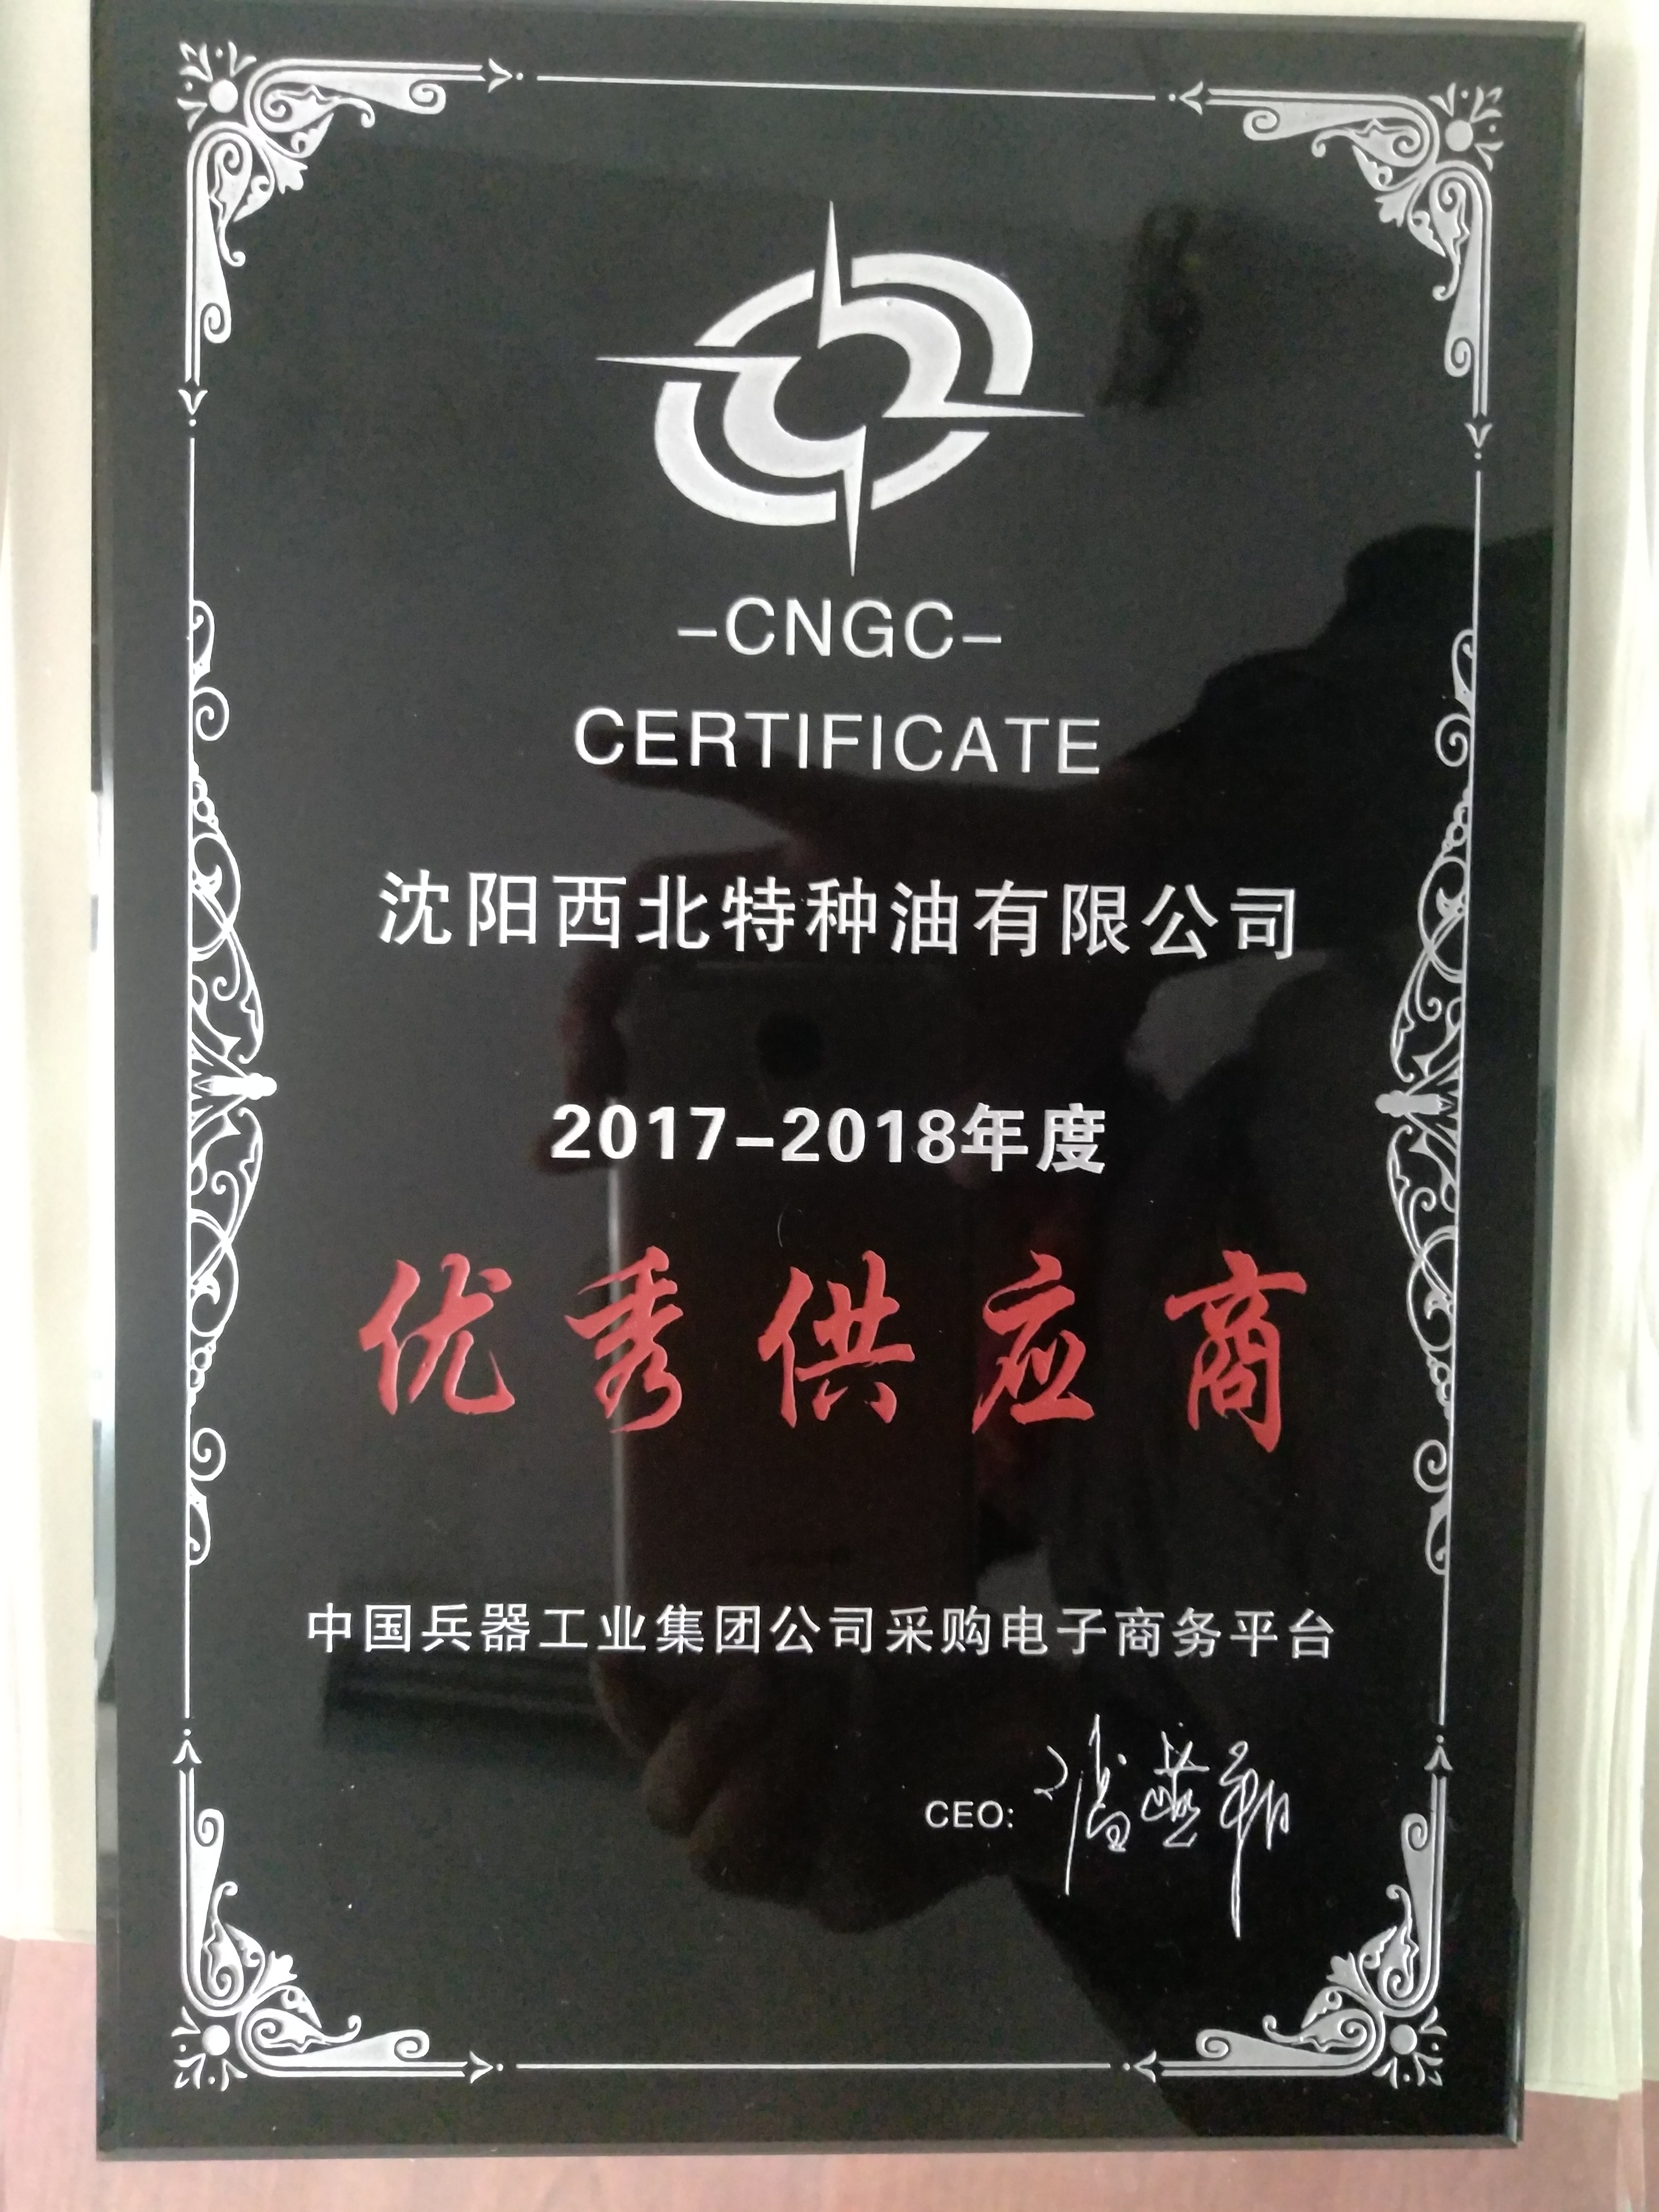 –CNGC–
CERTIFICATE
沈阳西北特种油有限公司
2017–2018年度
优秀供应商
中国兵器工业集团公司采购电子商务平台
CEO: